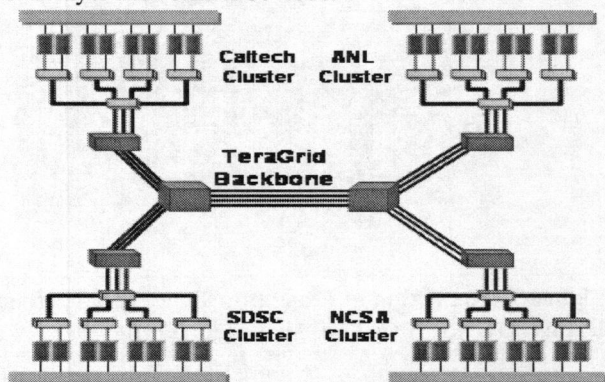 Caltech
Cluster
ANL
Cluster
TeraGrid
Backbone
SDSC
Cluster
NCSA
Cluster